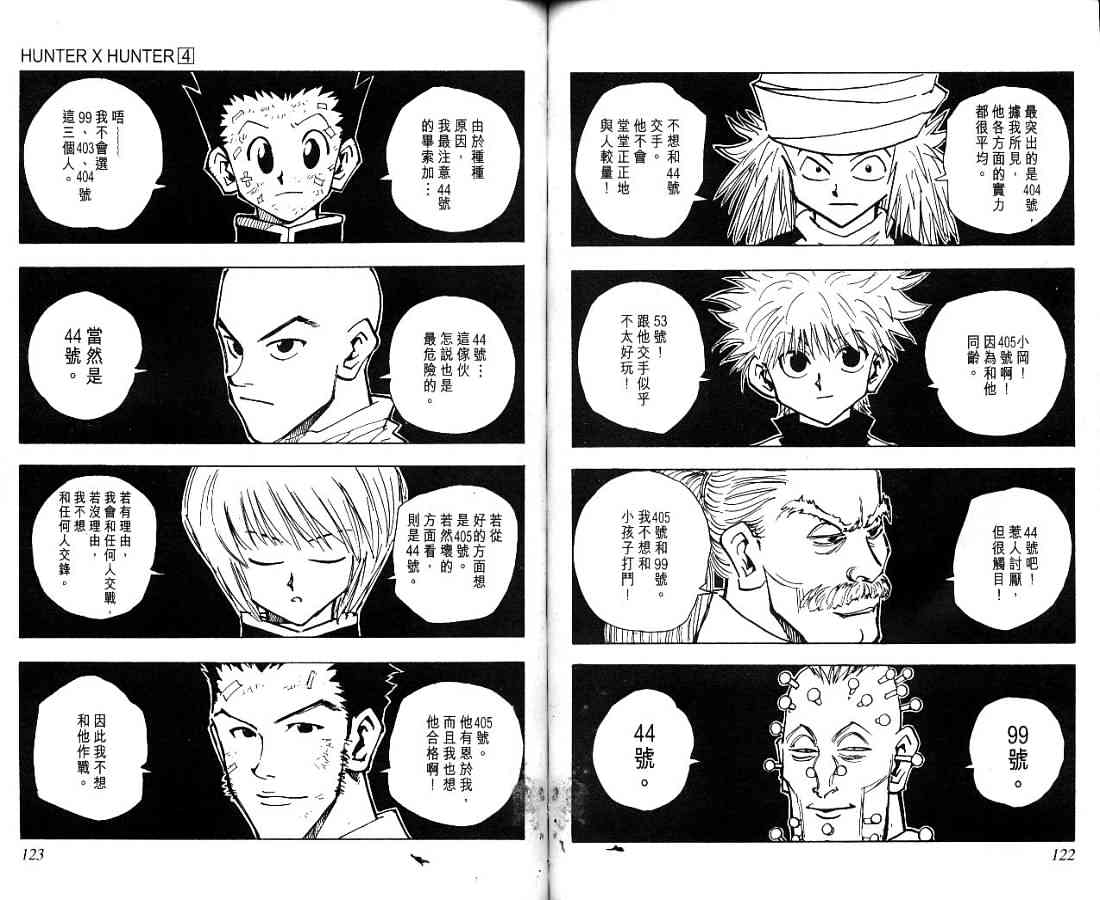 HUNTER X HUNTER 4
最突出的是404號，
據我所見，
他各方面的實力
都很平均。
不想和44號
交手。
他不會
堂堂正正地
與人較量！
小岡！
405號啊！
因為和他
同齡。
53號！
跟他交手似乎
不太好玩！
44號吧！
惹人討厭，
但很觸目！
405號和99號。
我不想和
小孩子打鬥！
99號。
44號。
122
由於種種
原因，
我最注意44號
的畢索加…
唔……
我不會選
99、403、404號
這三個人。
44號…
這傢伙
怎説也是
最危險的。
當然是
44號。
若從
好的方面想
是405號。
若然壞的
方面看，
則是44號。
若有理由，
我會和任何人交戰，
若沒理由，
我不想
和任何人交鋒。
405號。
他有恩於我，
而且我也想
他合格啊！
因此我不想
和他作戰。
123